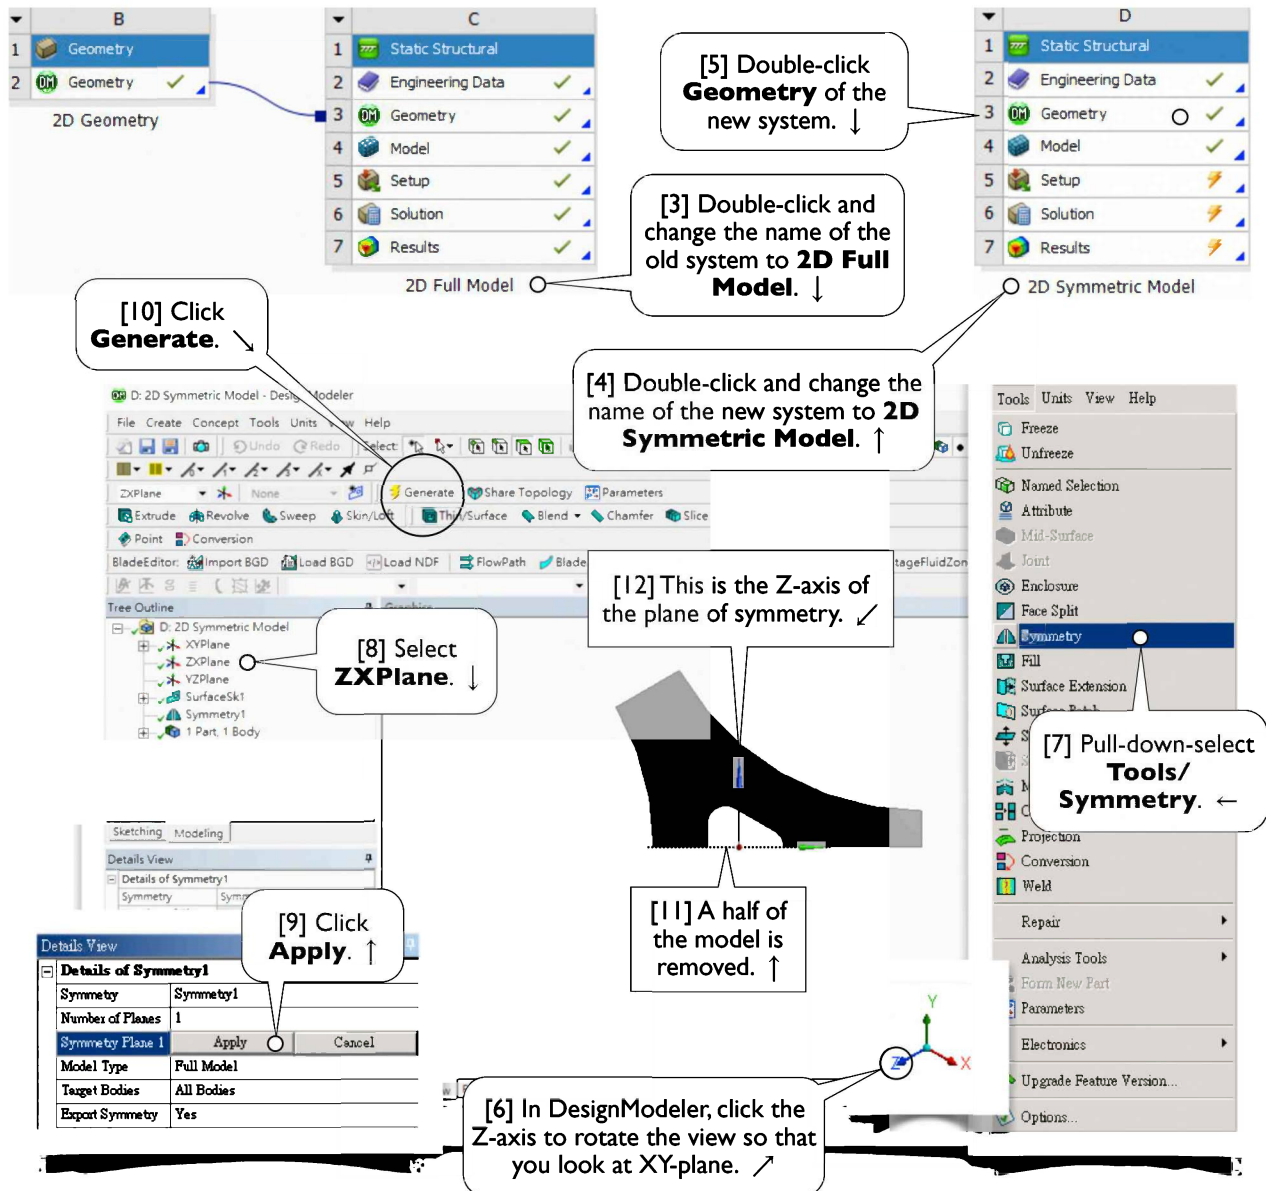 B
1 Geometry
2 Geometry
2D Geometry
C
1 Static Structural
2 Engineering Data
3 Geometry
4 Model
5 Setup
6 Solution
7 Results
2D Full Model
D
1 Static Structural
2 Engineering Data
3 Geometry
4 Model
5 Setup
6 Solution
7 Results
2D Symmetric Model
[5] Double-click
Geometry of the
new system. ↓
[3] Double-click and
change the name of the
old system to 2D Full
Model. ↓
[10] Click
Generate. ↘
[4] Double-click and change the
name of the new system to 2D
Symmetric Model. ↑
D: 2D Symmetric Model - DesignModeler
File Create Concept Tools Units View Help
Undo Redo Select:
ZXPlane None Generate Share Topology Parameters
Extrude Revolve Sweep Skin/Loft Thin/Surface Blend Chamfer Slice
Point Conversion
BladeEditor: Import BGD Load BGD Load NDF FlowPath Blade
tageFluidZon
Tree Outline
Graphics
D: 2D Symmetric Model
XYPlane
ZXPlane
YZPlane
SurfaceSk1
Symmetry1
1 Part, 1 Body
[8] Select
ZXPlane. ↓
[12] This is the Z-axis of
the plane of symmetry. ↙
Tools Units View Help
Freeze
Unfreeze
Named Selection
Attribute
Mid-Surface
Joint
Enclosure
Face Split
Symmetry
Fill
Surface Extension
Surface Patch
[7] Pull-down-select
Tools/
Symmetry. ←
Projection
Conversion
Weld
Repair
Analysis Tools
Form New Part
Parameters
Electronics
Upgrade Feature Version...
Options...
Sketching Modeling
Details View
Details of Symmetry1
Symmetry Symm
[9] Click
Apply. ↑
Details View
Details of Symmetry1
Symmetry Symmetry1
Number of Planes 1
Symmetry Plane 1 Apply Cancel
Model Type Full Model
Target Bodies All Bodies
Export Symmetry Yes
[11] A half of
the model is
removed. ↑
Y
Z X
[6] In DesignModeler, click the
Z-axis to rotate the view so that
you look at XY-plane. ↗